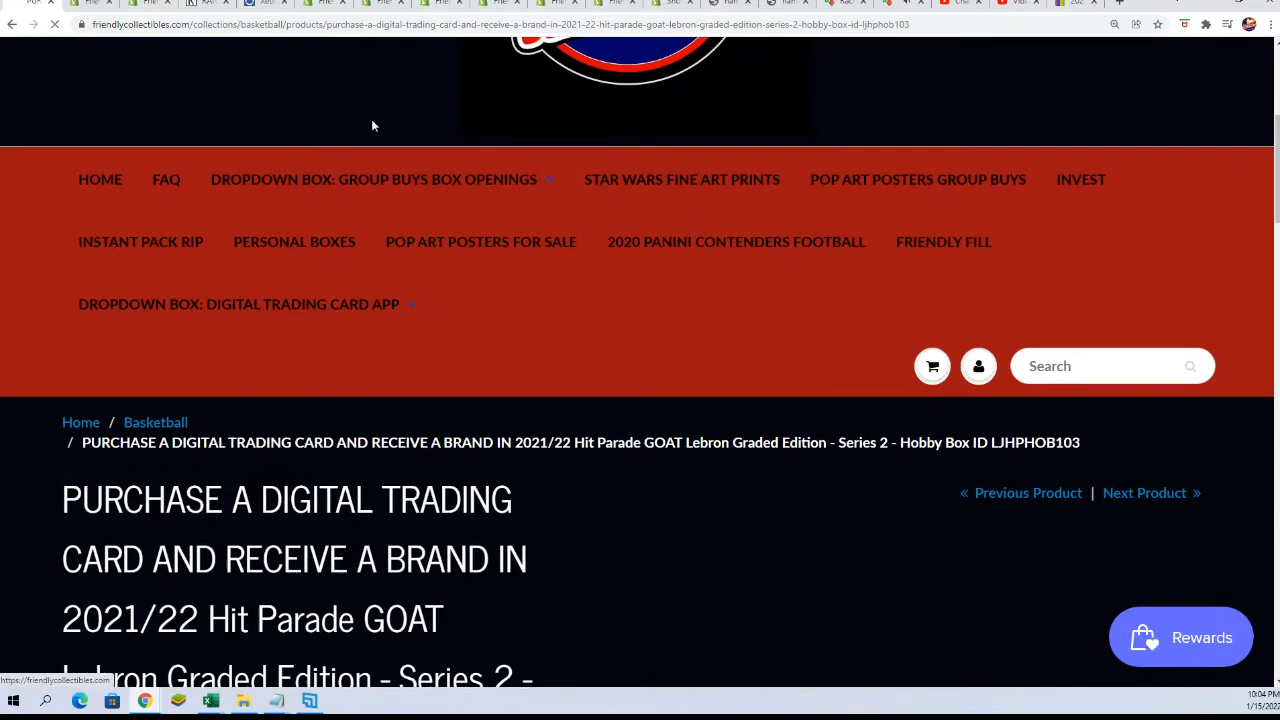 friendlycollectibles.com/collections/basketball/products/purchase-a-digital-trading-card-and-receive-a-brand-in-2021-22-hit-parade-goat-lebron-graded-edition-series-2-hobby-box-id-ljhphob103
HOME FAQ DROPDOWN BOX: GROUP BUYS BOX OPENINGS STAR WARS FINE ART PRINTS POP ART POSTERS GROUP BUYS INVEST
INSTANT PACK RIP PERSONAL BOXES POP ART POSTERS FOR SALE 2020 PANINI CONTENDERS FOOTBALL FRIENDLY FILL
DROPDOWN BOX: DIGITAL TRADING CARD APP
Search
Home / Basketball
/ PURCHASE A DIGITAL TRADING CARD AND RECEIVE A BRAND IN 2021/22 Hit Parade GOAT Lebron Graded Edition - Series 2 - Hobby Box ID LJHPHOB103
« Previous Product | Next Product »
PURCHASE A DIGITAL TRADING
CARD AND RECEIVE A BRAND IN
2021/22 Hit Parade GOAT
Lebron Graded Edition - Series 2 -
Rewards
https://friendlycollectibles.com
10:04 PM
1/15/2022